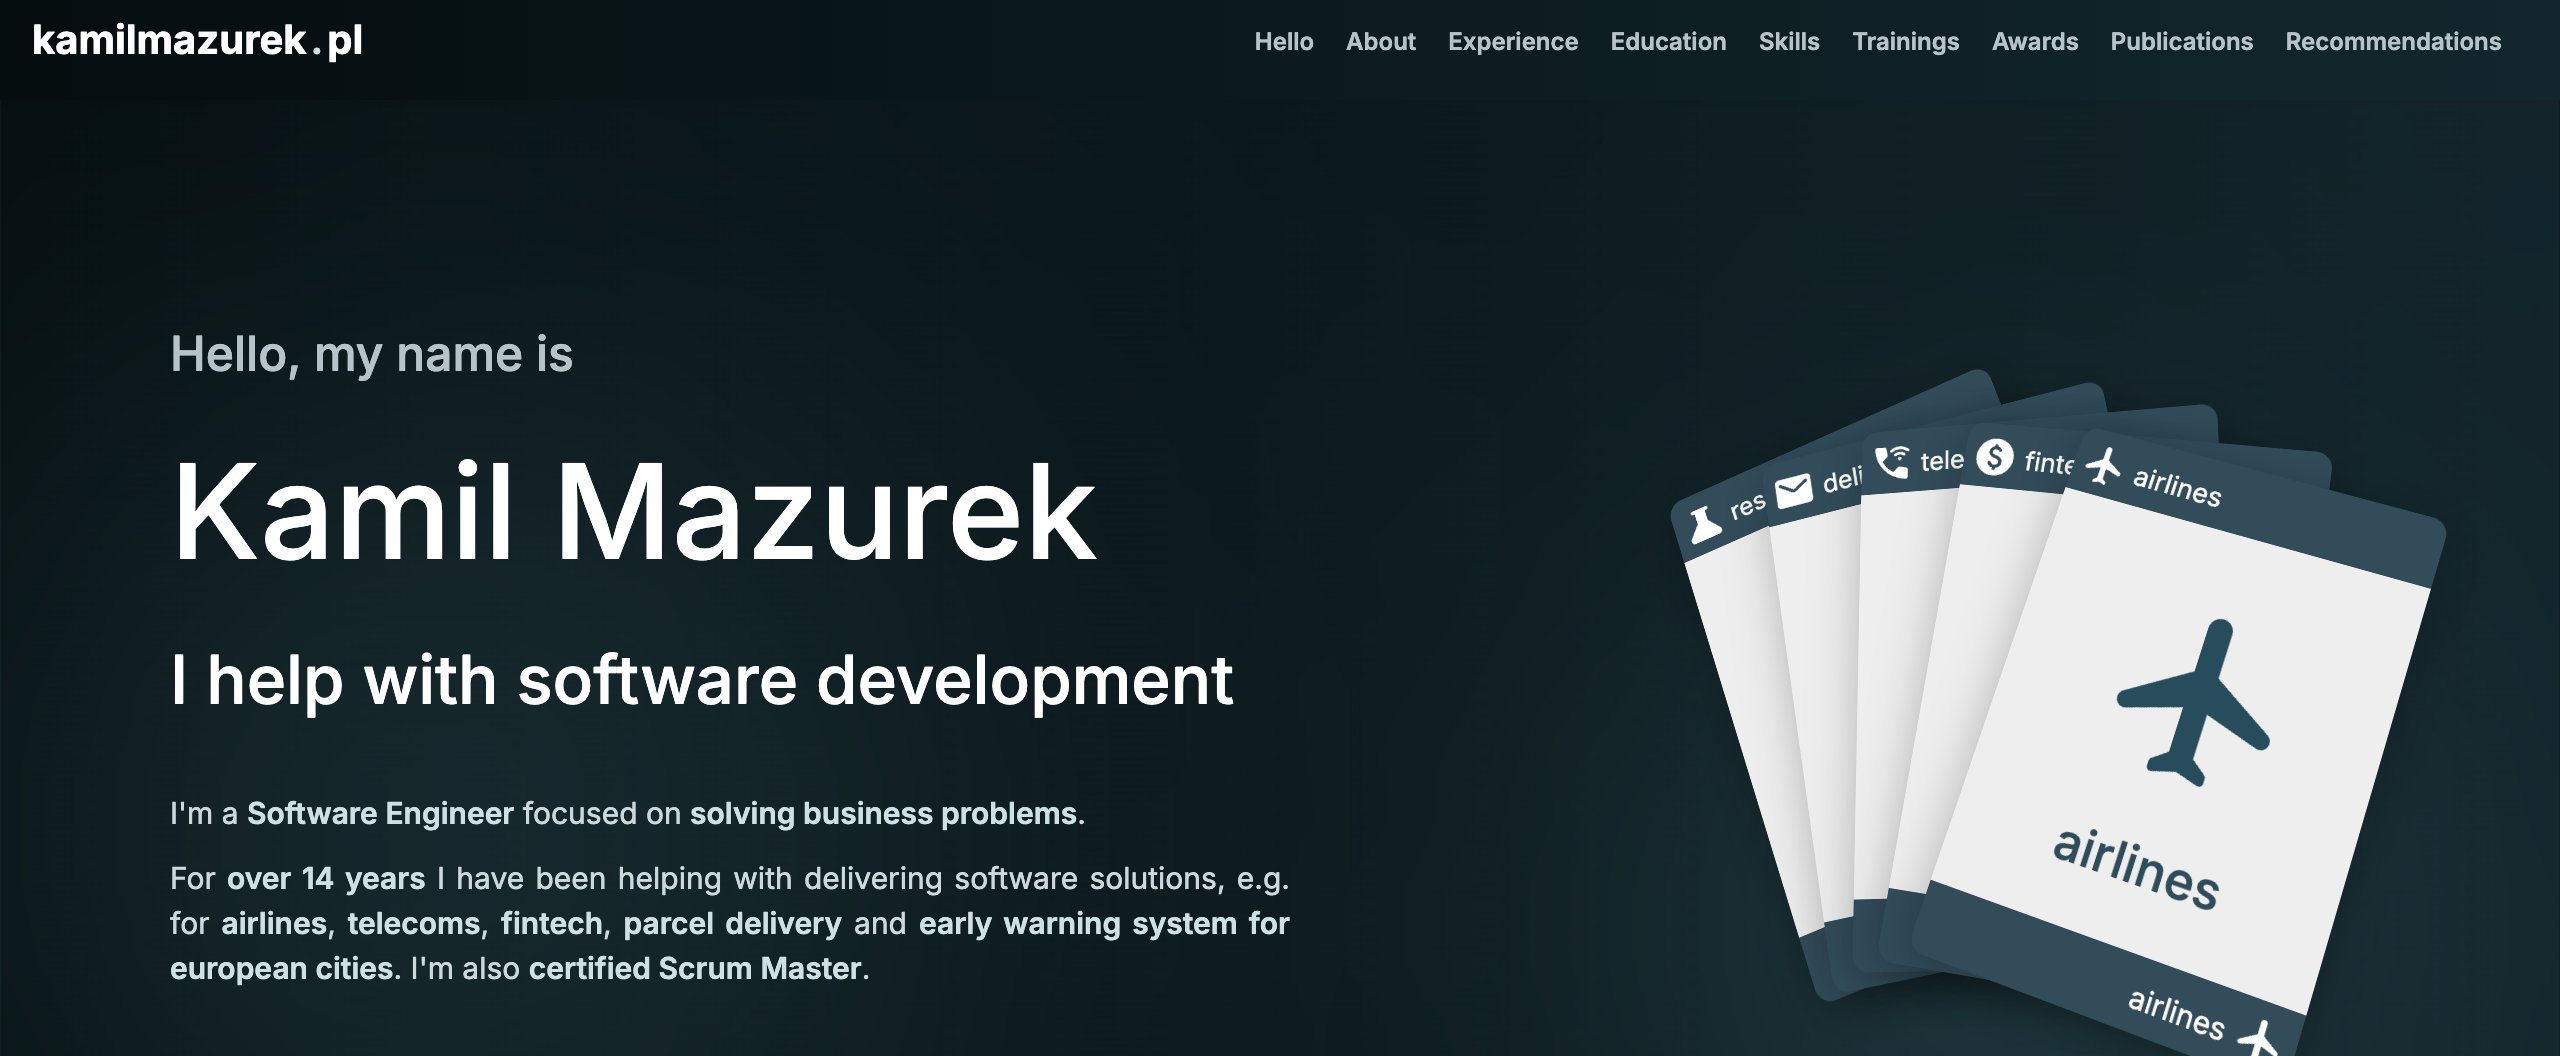 kamilmazurek.pl
Hello About Experience Education Skills Trainings Awards Publications Recommendations
Hello, my name is
Kamil Mazurek
I help with software development
I'm a Software Engineer focused on solving business problems.
For over 14 years I have been helping with delivering software solutions, e.g.
for airlines, telecoms, fintech, parcel delivery and early warning system for
european cities. I'm also certified Scrum Master.
res
deli
tele
finte
airlines
airlines
airlines